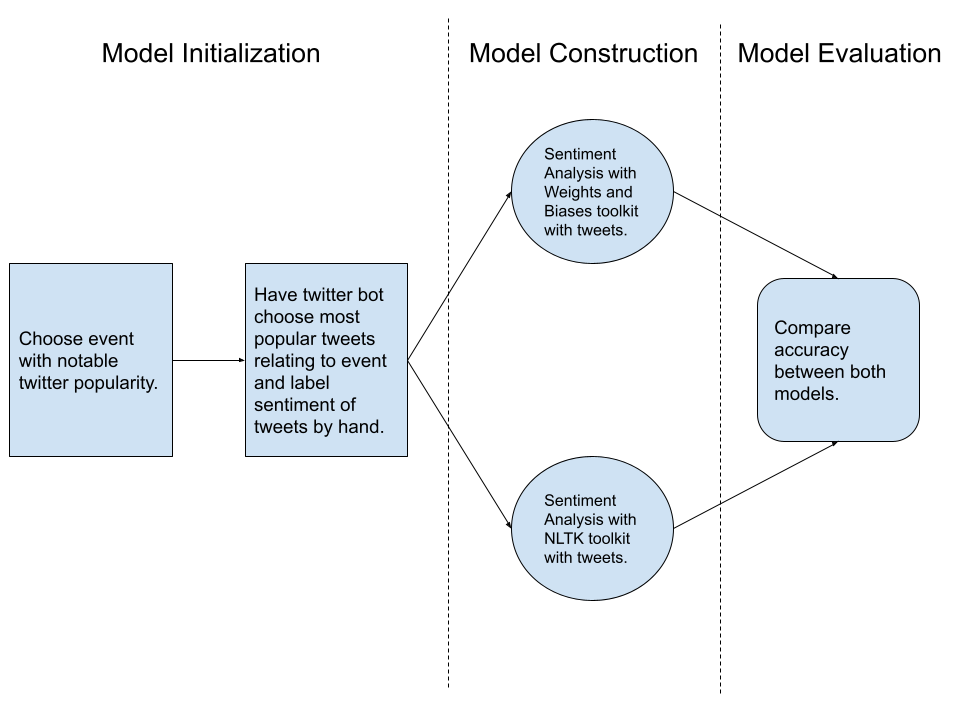 Model Initialization
Model Construction
Model Evaluation
Choose event
with notable
twitter popularity.
Have twitter bot
choose most
popular tweets
relating to event
and label
sentiment of
tweets by hand.
Sentiment
Analysis with
Weights and
Biases toolkit
with tweets.
Sentiment
Analysis with
NLTK toolkit
with tweets.
Compare
accuracy
between both
models.